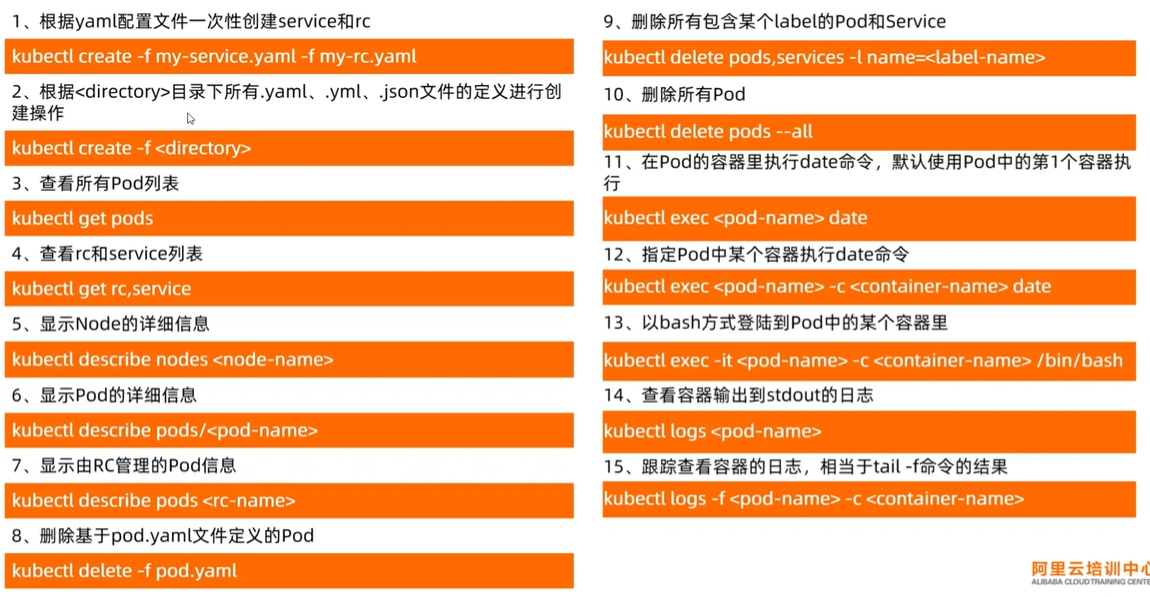 1、根据yaml配置文件一次性创建service和rc
kubectl create -f my-service.yaml -f my-rc.yaml
2、根据<directory>目录下所有.yaml、.yml、.json文件的定义进行创
建操作
kubectl create -f <directory>
3、查看所有Pod列表
kubectl get pods
4、查看rc和service列表
kubectl get rc,service
5、显示Node的详细信息
kubectl describe nodes <node-name>
6、显示Pod的详细信息
kubectl describe pods/<pod-name>
7、显示由RC管理的Pod信息
kubectl describe pods <rc-name>
8、删除基于pod.yaml文件定义的Pod
kubectl delete -f pod.yaml
9、删除所有包含某个label的Pod和Service
kubectl delete pods,services -l name=<label-name>
10、删除所有Pod
kubectl delete pods --all
11、在Pod的容器里执行date命令，默认使用Pod中的第1个容器执
行
kubectl exec <pod-name> date
12、指定Pod中某个容器执行date命令
kubectl exec <pod-name> -c <container-name> date
13、以bash方式登陆到Pod中的某个容器里
kubectl exec -it <pod-name> -c <container-name> /bin/bash
14、查看容器输出到stdout的日志
kubectl logs <pod-name>
15、跟踪查看容器的日志，相当于tail -f命令的结果
kubectl logs -f <pod-name> -c <container-name>
阿里云培训中心
ALIBABA CLOUD TRAINING CENTE